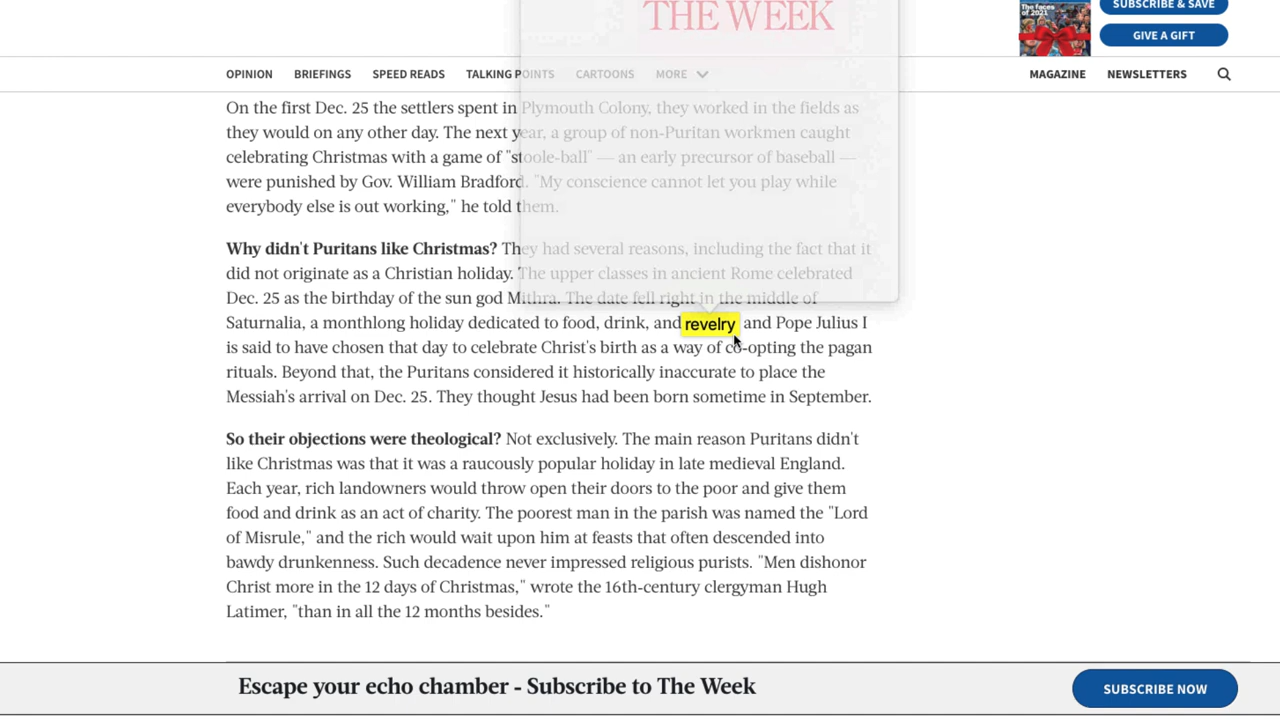 THE WEEK
The faces
of 2021
SUBSCRIBE & SAVE
GIVE A GIFT
OPINION BRIEFINGS SPEED READS TALKING POINTS CARTOONS MORE MAGAZINE NEWSLETTERS
On the first Dec. 25 the settlers spent in Plymouth Colony, they worked in the fields as
they would on any other day. The next year, a group of non-Puritan workmen caught
celebrating Christmas with a game of "stoole-ball" — an early precursor of baseball —
were punished by Gov. William Bradford. "My conscience cannot let you play while
everybody else is out working," he told them.
Why didn't Puritans like Christmas? They had several reasons, including the fact that it
did not originate as a Christian holiday. The upper classes in ancient Rome celebrated
Dec. 25 as the birthday of the sun god Mithra. The date fell right in the middle of
Saturnalia, a monthlong holiday dedicated to food, drink, and revelry and Pope Julius I
is said to have chosen that day to celebrate Christ's birth as a way of co-opting the pagan
rituals. Beyond that, the Puritans considered it historically inaccurate to place the
Messiah's arrival on Dec. 25. They thought Jesus had been born sometime in September.
So their objections were theological? Not exclusively. The main reason Puritans didn't
like Christmas was that it was a raucously popular holiday in late medieval England.
Each year, rich landowners would throw open their doors to the poor and give them
food and drink as an act of charity. The poorest man in the parish was named the "Lord
of Misrule," and the rich would wait upon him at feasts that often descended into
bawdy drunkenness. Such decadence never impressed religious purists. "Men dishonor
Christ more in the 12 days of Christmas," wrote the 16th-century clergyman Hugh
Latimer, "than in all the 12 months besides."
Escape your echo chamber - Subscribe to The Week
SUBSCRIBE NOW